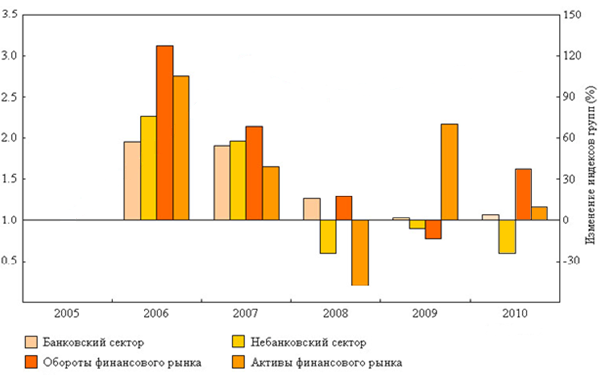 3.5
3.0
2.5
2.0
1.5
1.0
0.5
150
120
90
60
30
0
-30
Изменение индексов групп (%)
2005 2006 2007 2008 2009 2010
Банковский сектор
Небанковский сектор
Обороты финансового рынка
Активы финансового рынка